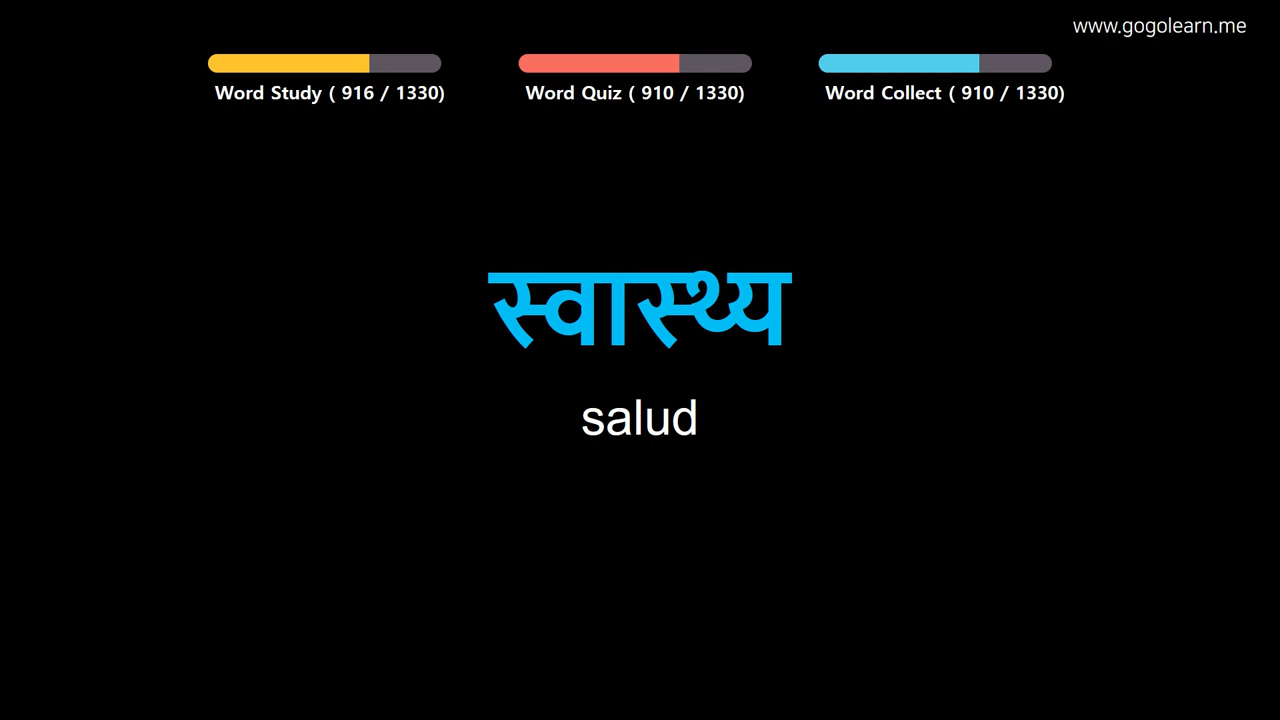 www.gogolearn.me
Word Study ( 916 / 1330)
Word Quiz ( 910 / 1330)
Word Collect ( 910 / 1330)
स्वास्थ्य
salud